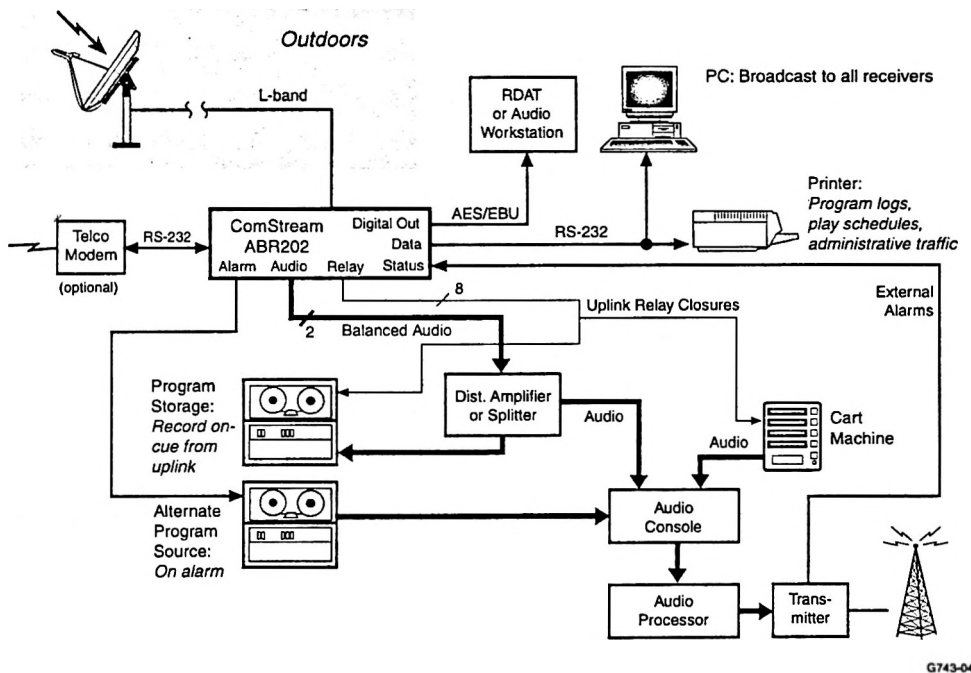 Outdoors
L-band
RDAT
or Audio
Workstation
PC: Broadcast to all receivers
Printer:
Program logs,
play schedules,
administrative traffic
Telco
Modem
(optional)
RS-232
ComStream
ABR202
Digital Out
Data
Status
Alarm
Audio
Relay
AES/EBU
RS-232
External
Alarms
8
Uplink Relay Closures
2
Balanced Audio
Program
Storage:
Record on-
cue from
uplink
Dist. Amplifier
or Splitter
Audio
Audio
Cart
Machine
Alternate
Program
Source:
On alarm
Audio
Console
Audio
Processor
Trans-
mitter
G743-04